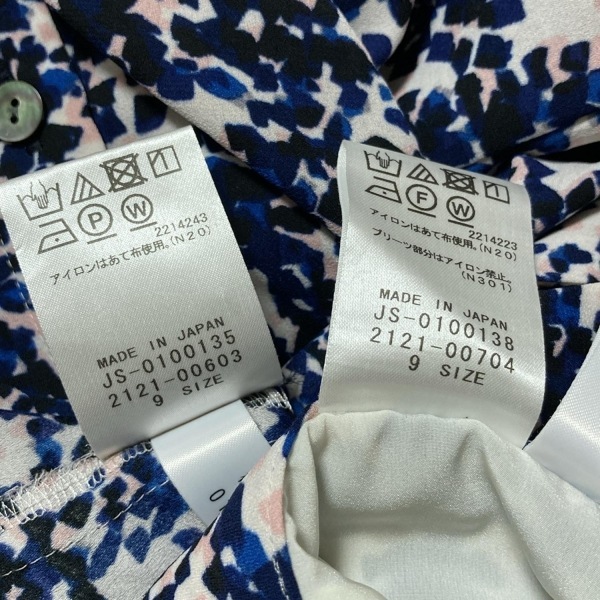 P W
2214243
アイロンはあて布使用。(N20)
MADE IN JAPAN
JS-0100135
2121-00603
9 SIZE
F W
2214223
アイロンはあて布使用。(N20)
プリーツ部分はアイロン禁止。
(N301)
MADE IN JAPAN
JS-0100138
2121-00704
9 SIZE